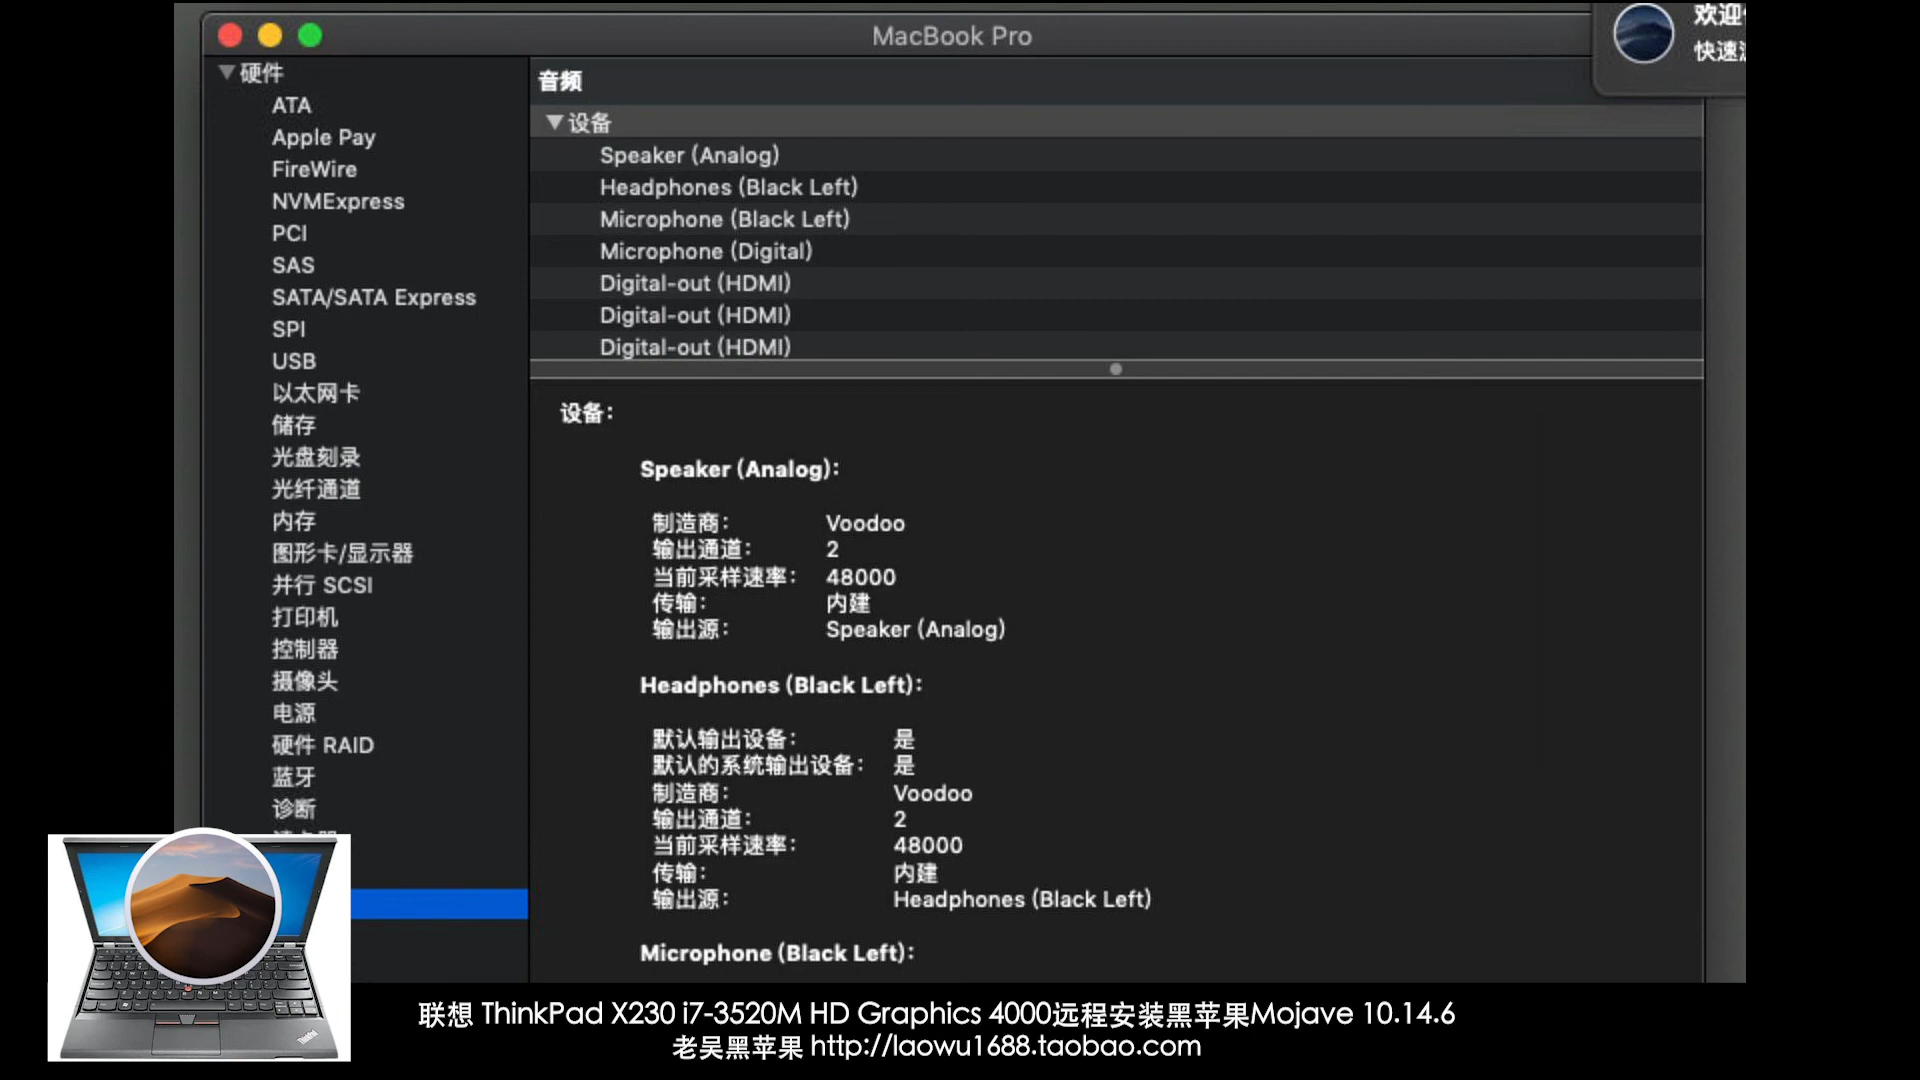 MacBook Pro
欢迎
快速
硬件
ATA
Apple Pay
FireWire
NVMExpress
PCI
SAS
SATA/SATA Express
SPI
USB
以太网卡
储存
光盘刻录
光纤通道
内存
图形卡/显示器
并行 SCSI
打印机
控制器
摄像头
电源
硬件 RAID
蓝牙
诊断
音频
设备
Speaker (Analog)
Headphones (Black Left)
Microphone (Black Left)
Microphone (Digital)
Digital-out (HDMI)
Digital-out (HDMI)
Digital-out (HDMI)
设备：
Speaker (Analog):
制造商： Voodoo
输出通道： 2
当前采样速率： 48000
传输： 内建
输出源： Speaker (Analog)
Headphones (Black Left):
默认输出设备： 是
默认的系统输出设备： 是
制造商： Voodoo
输出通道： 2
当前采样速率： 48000
传输： 内建
输出源： Headphones (Black Left)
Microphone (Black Left):
ThinkPad
联想 ThinkPad X230 i7-3520M HD Graphics 4000远程安装黑苹果Mojave 10.14.6
老吴黑苹果 http://laowu1688.taobao.com